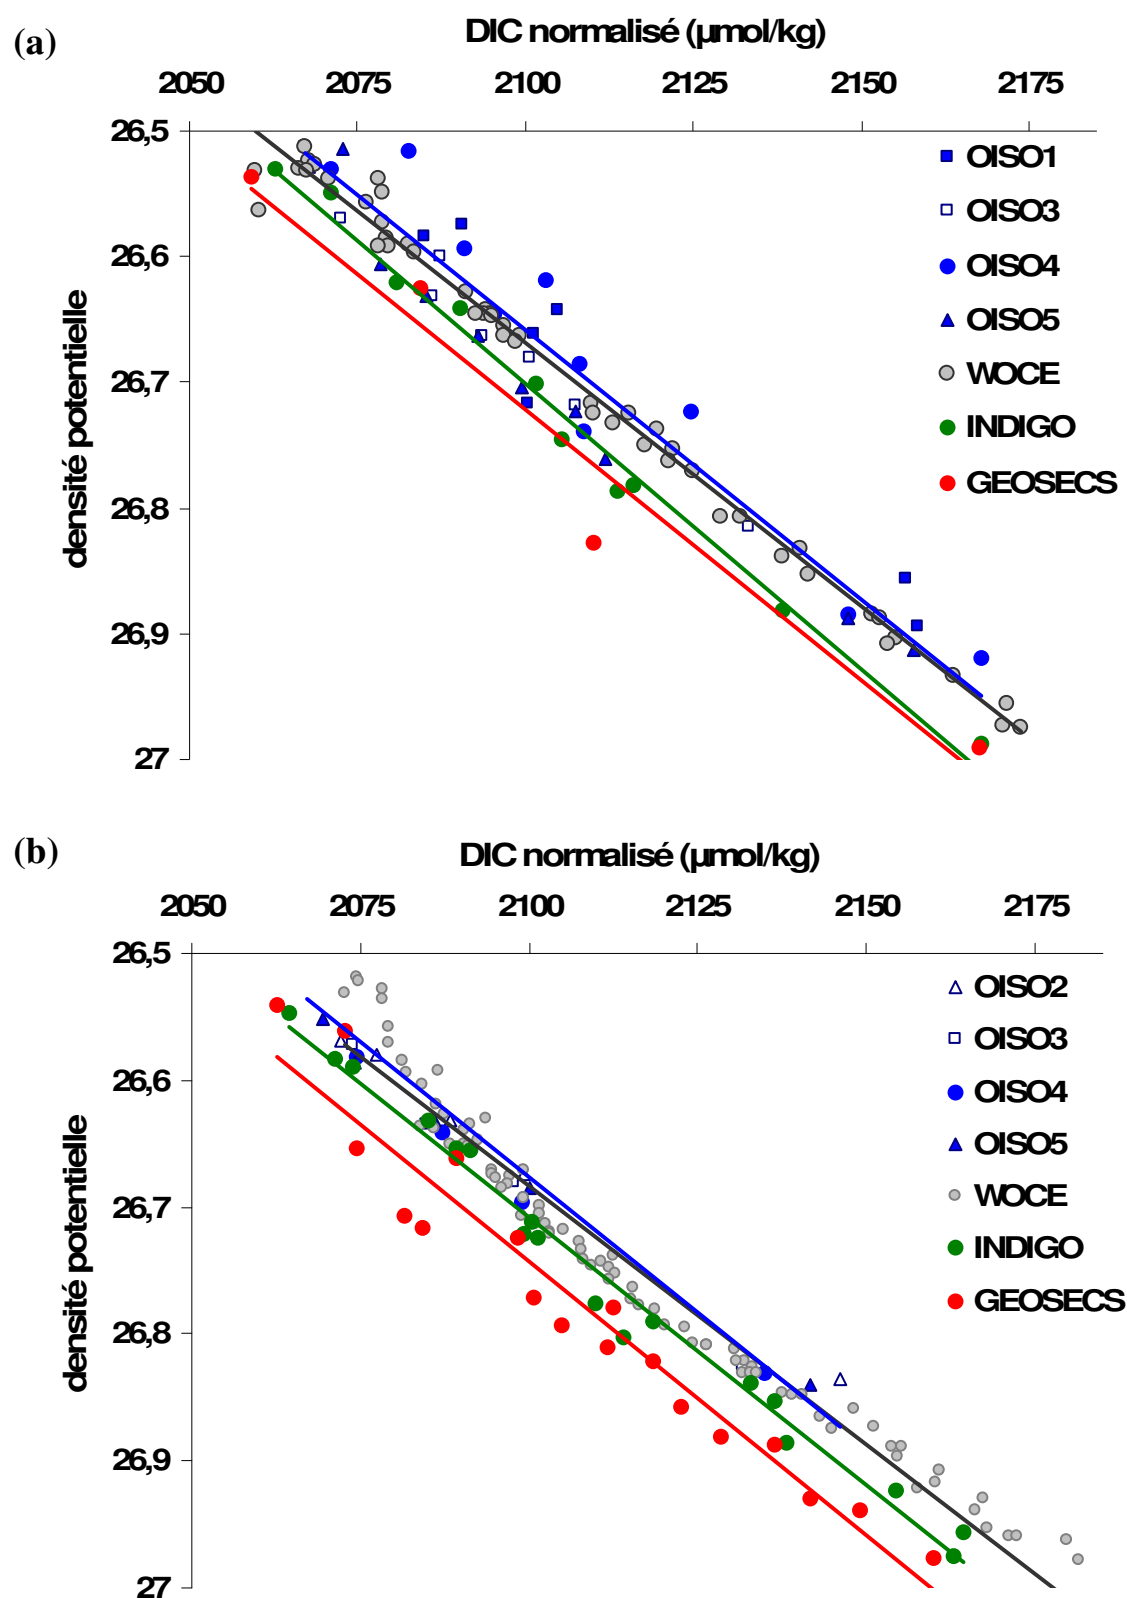 (a)
DIC normalisé (µmol/kg)
2050 2075 2100 2125 2150 2175
26,5
26,6
26,7
26,8
26,9
27
densité potentielle
OISO1
OISO3
OISO4
OISO5
WOCE
INDIGO
GEOSECS
(b)
DIC normalisé (µmol/kg)
2050 2075 2100 2125 2150 2175
26,5
26,6
26,7
26,8
26,9
27
densité potentielle
OISO2
OISO3
OISO4
OISO5
WOCE
INDIGO
GEOSECS